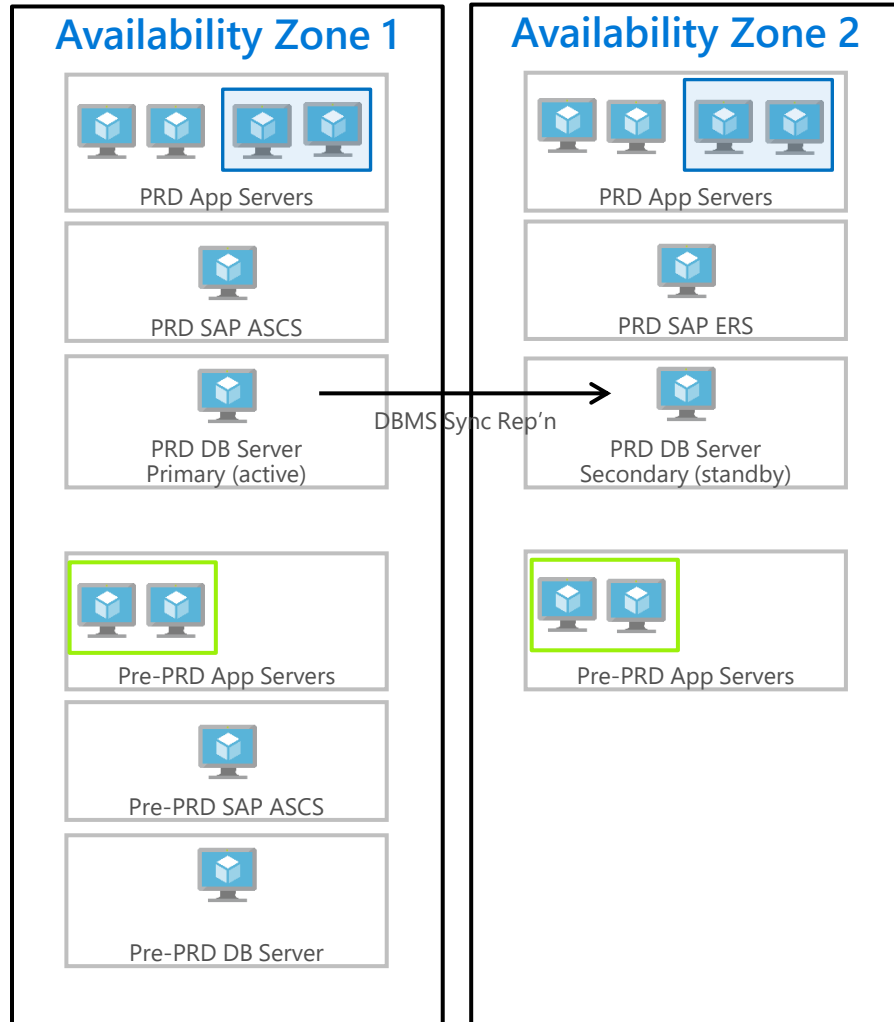 Availability Zone 1
PRD App Servers
PRD SAP ASCS
PRD DB Server
Primary (active)
DBMS Sync Rep’n
Pre-PRD App Servers
Pre-PRD SAP ASCS
Pre-PRD DB Server
Availability Zone 2
PRD App Servers
PRD SAP ERS
PRD DB Server
Secondary (standby)
Pre-PRD App Servers